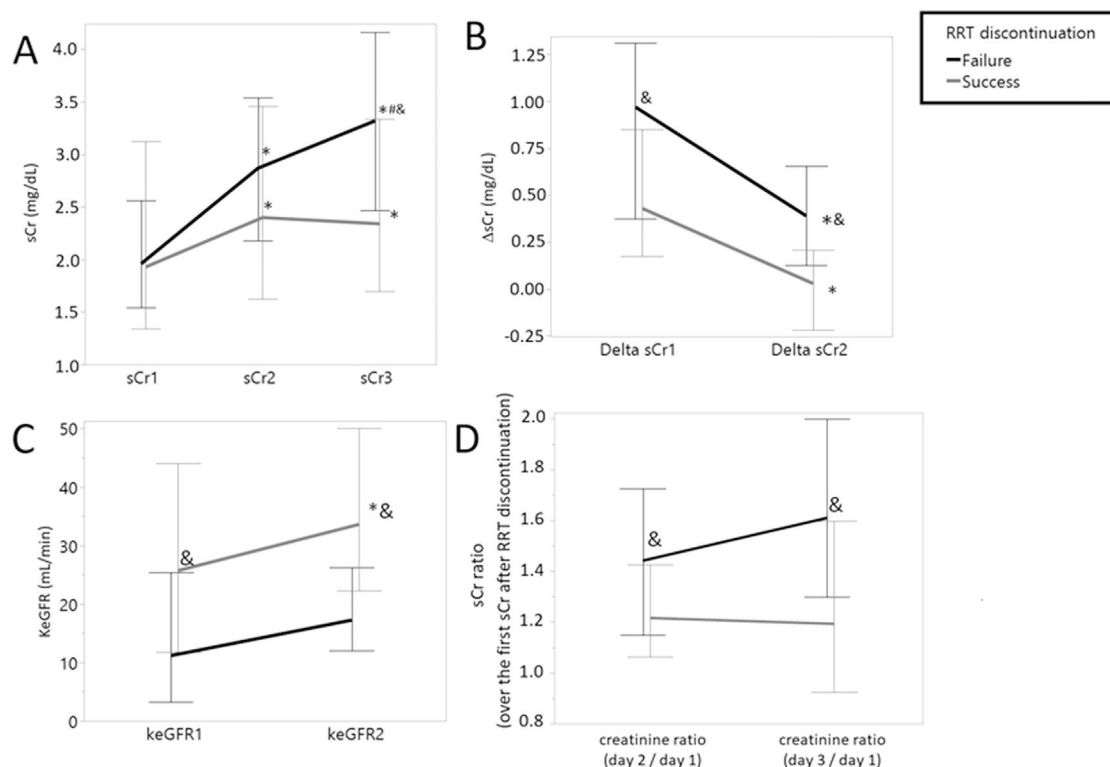 A
4.0
3.5
3.0
2.5
2.0
1.5
1.0
sCr (mg/dL)
*
*
*#&
*
sCr1
sCr2
sCr3
B
1.25
1.00
0.75
0.50
0.25
0.00
-0.25
ΔsCr (mg/dL)
&
*&
*
Delta sCr1
Delta sCr2
RRT discontinuation
Failure
Success
C
50
40
30
20
10
0
KeGFR (mL/min)
&
*&
keGFR1
keGFR2
D
2.0
1.8
1.6
1.4
1.2
1.0
0.8
sCr ratio
(over the first sCr after RRT discontinuation)
&
&
creatinine ratio
(day 2 / day 1)
creatinine ratio
(day 3 / day 1)